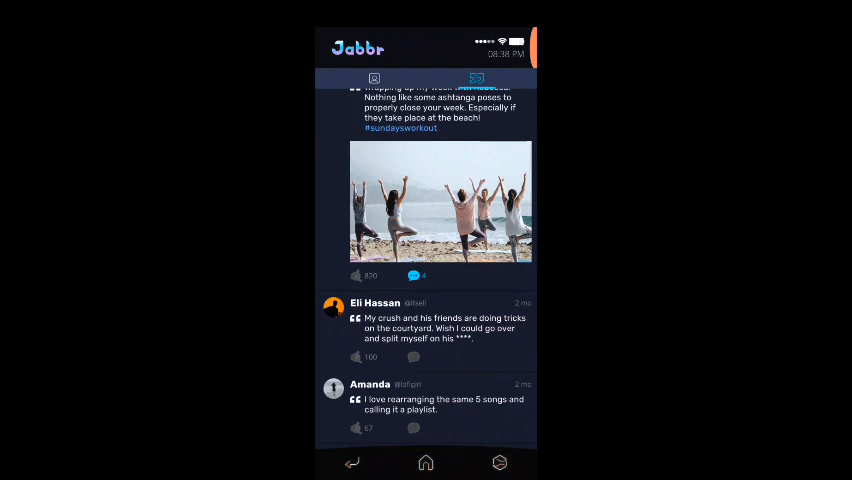 Jabbr
08:38 PM
Nothing like some ashtanga poses to
properly close your week. Especially if
they take place at the beach!
#sundaysworkout
820
4
Eli Hassan @itseli 2 mo
My crush and his friends are doing tricks
on the courtyard. Wish I could go over
and split myself on his ****.
100
Amanda @lofigirl 2 mo
I love rearranging the same 5 songs and
calling it a playlist.
67